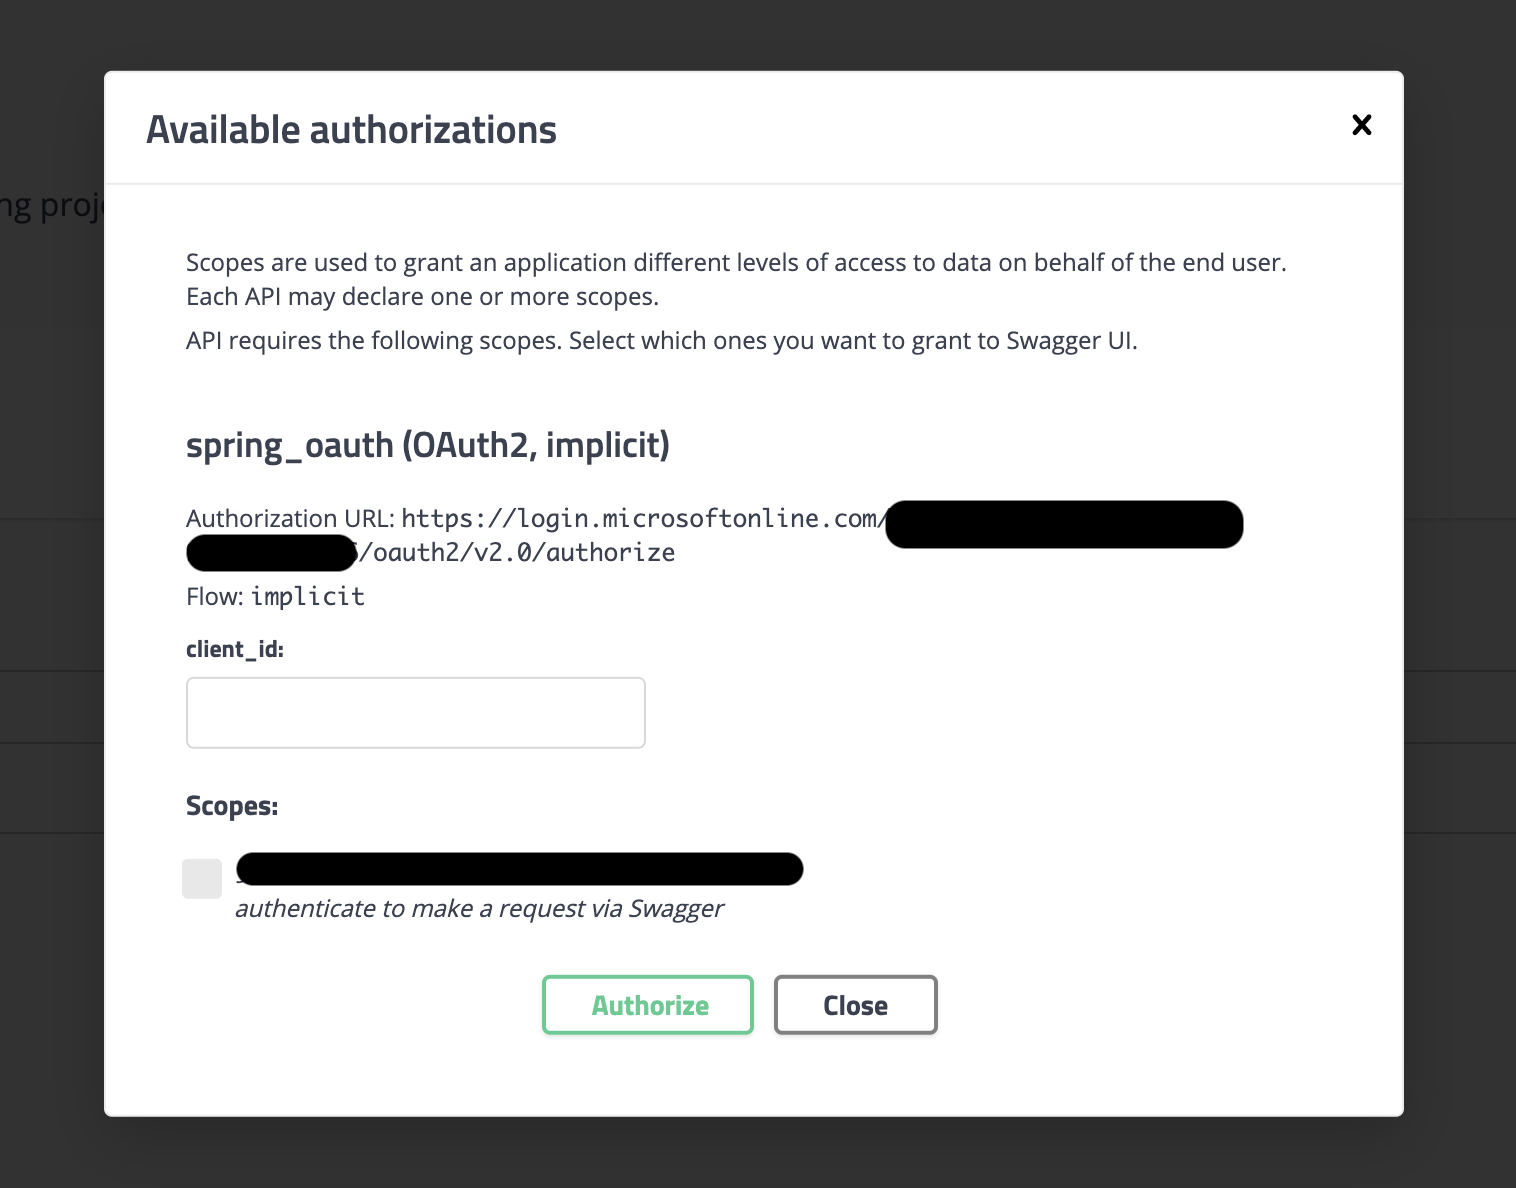 Available authorizations
ng proj
Scopes are used to grant an application different levels of access to data on behalf of the end user.
Each API may declare one or more scopes.
API requires the following scopes. Select which ones you want to grant to Swagger UI.
spring_oauth (OAuth2, implicit)
Authorization URL: https://login.microsoftonline.com/
/oauth2/v2.0/authorize
Flow: implicit
client_id:
Scopes:
authenticate to make a request via Swagger
Authorize Close